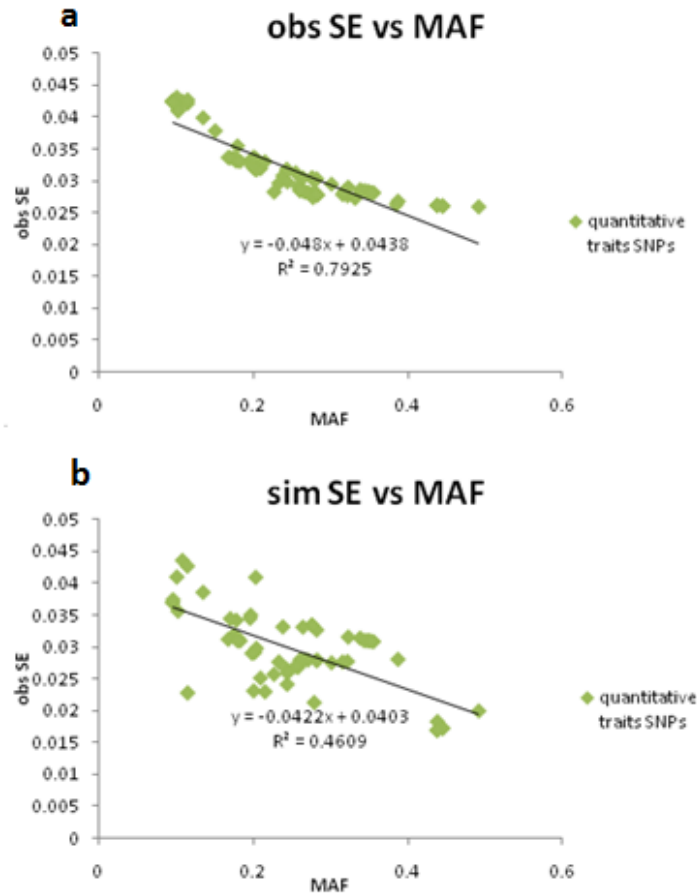 a
obs SE vs MAF
0.05
0.045
0.04
0.035
0.03
0.025
0.02
0.015
0.01
0.005
0
obs SE
y = -0.048x + 0.0438
R² = 0.7925
quantitative
traits SNPs
0 0.2 0.4 0.6
MAF
b
sim SE vs MAF
0.05
0.045
0.04
0.035
0.03
0.025
0.02
0.015
0.01
0.005
0
obs SE
y = -0.0422x + 0.0403
R² = 0.4609
quantitative
traits SNPs
0 0.2 0.4 0.6
MAF